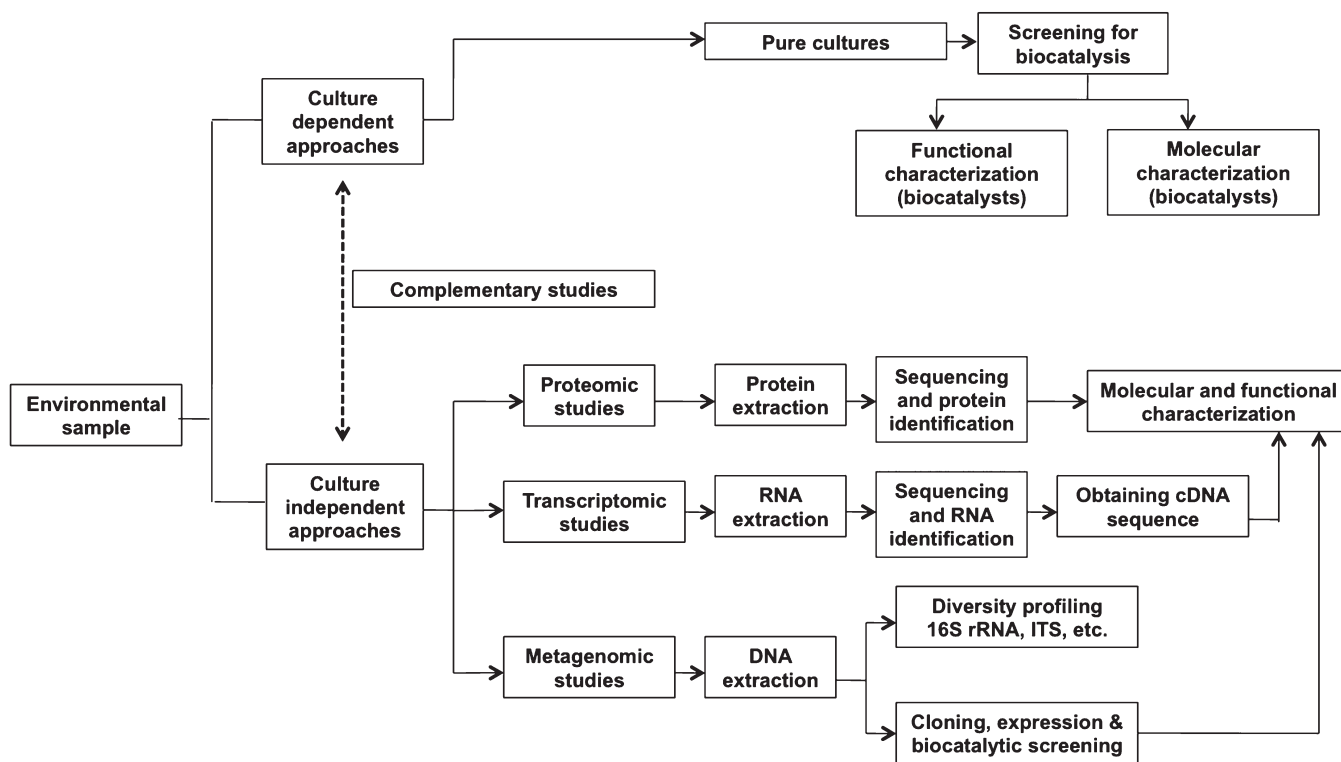 Pure cultures
Screening for
biocatalysis
Culture
dependent
approaches
Functional
characterization
(biocatalysts)
Molecular
characterization
(biocatalysts)
Complementary studies
Environmental
sample
Proteomic
studies
Protein
extraction
Sequencing
and protein
identification
Molecular and functional
characterization
Culture
independent
approaches
Transcriptomic
studies
RNA
extraction
Sequencing
and RNA
identification
Obtaining cDNA
sequence
Diversity profiling
16S rRNA, ITS, etc.
Metagenomic
studies
DNA
extraction
Cloning, expression &
biocatalytic screening